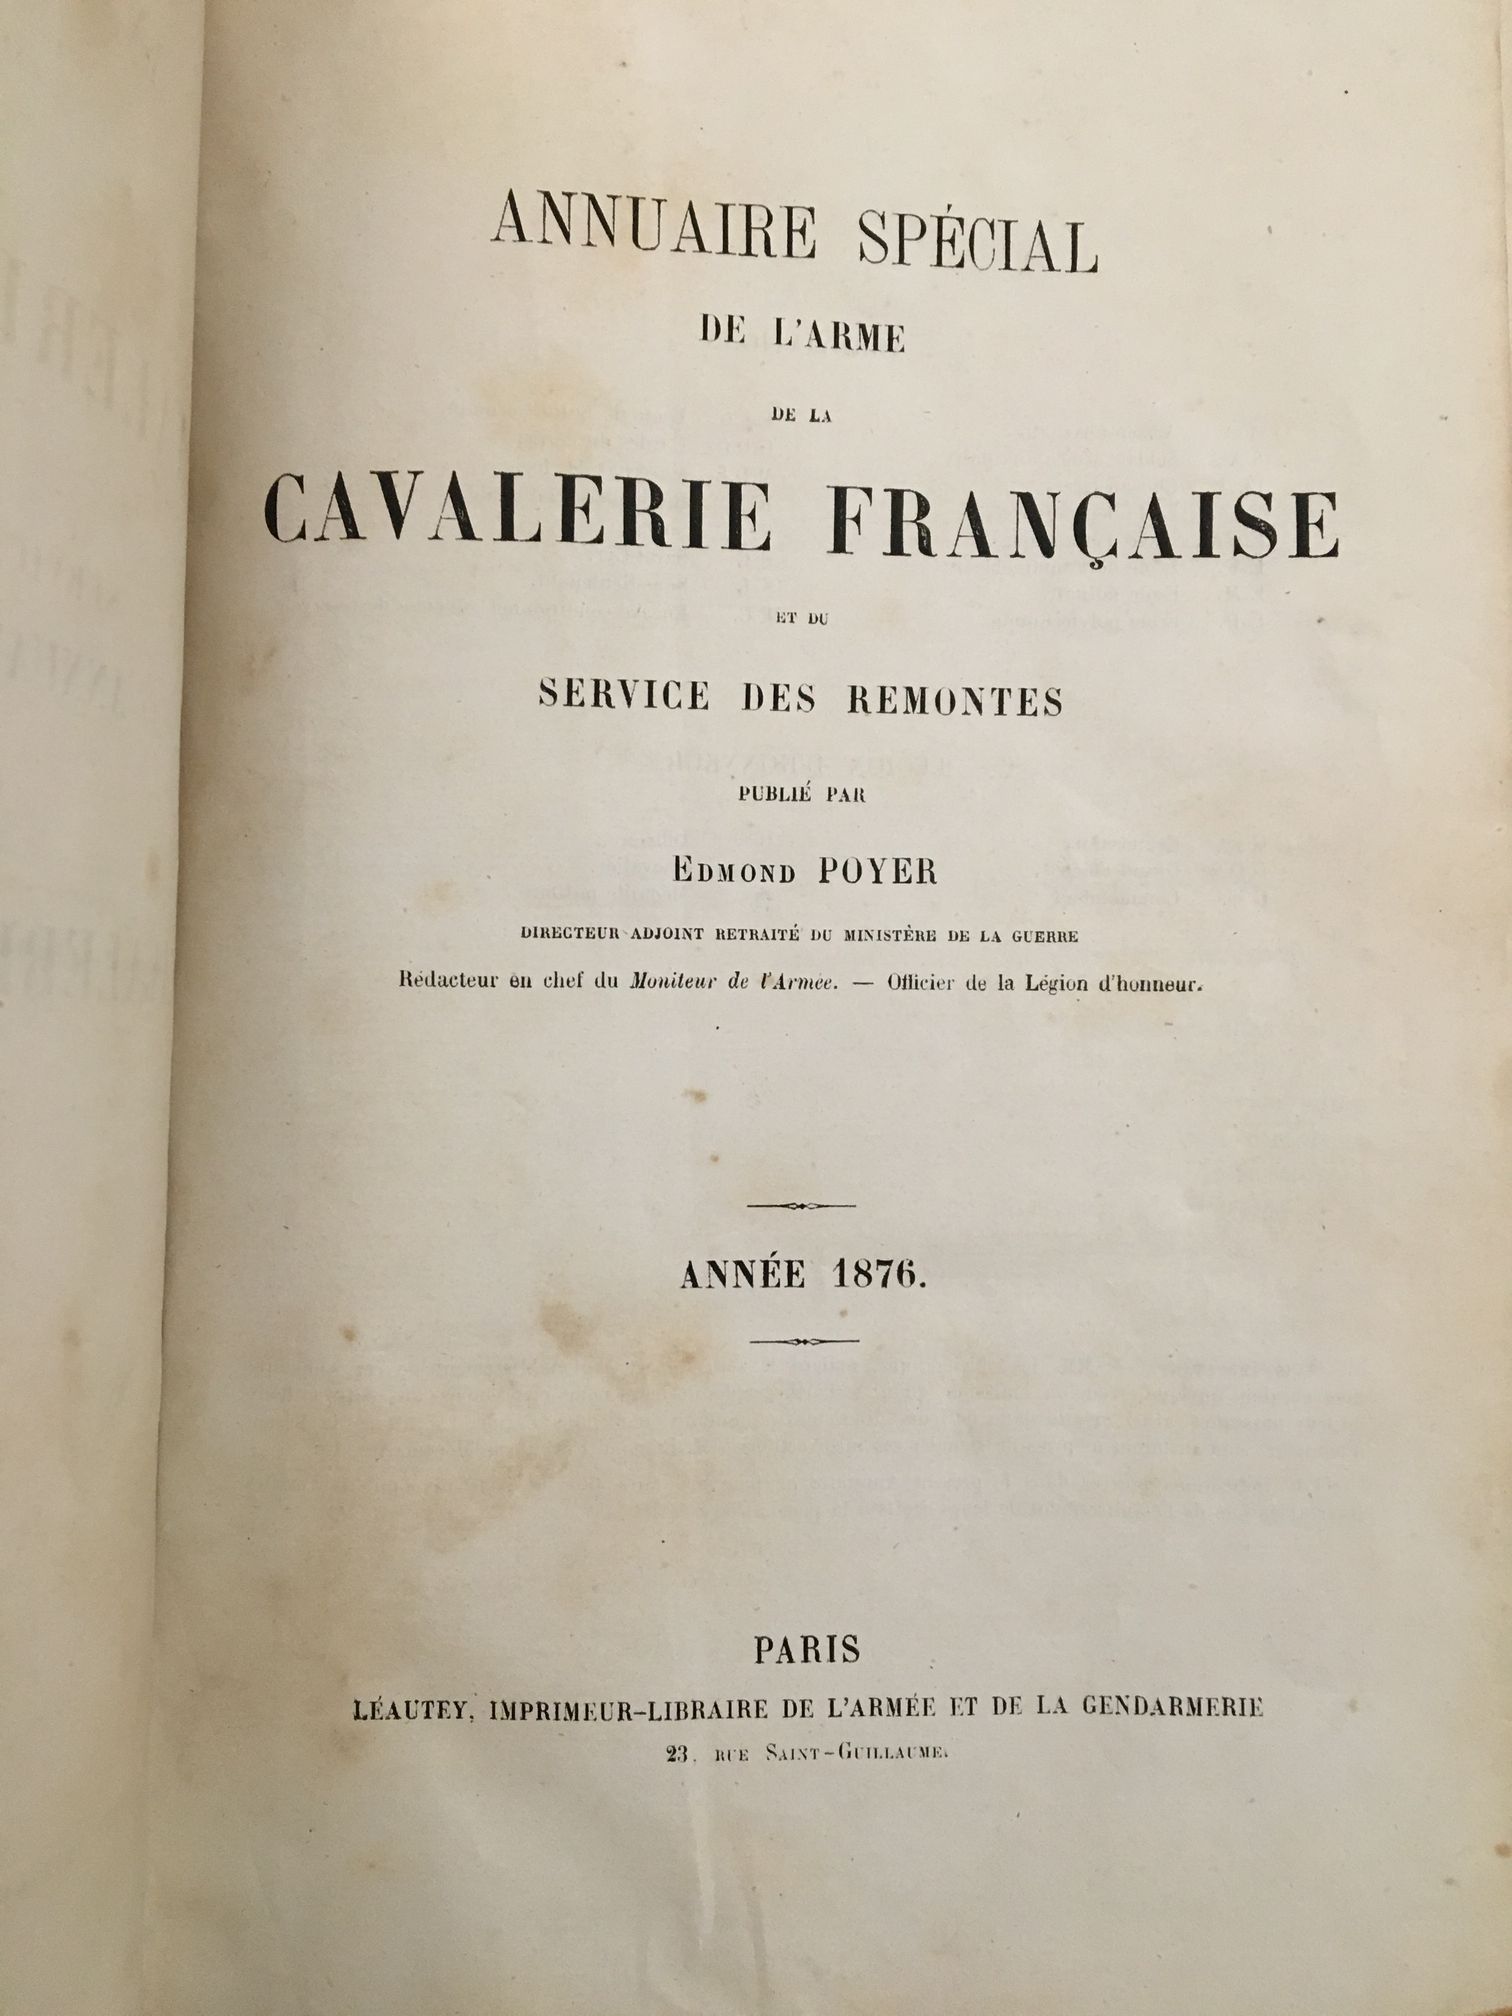 ANNUAIRE SPÉCIAL
DE L'ARME
DE LA
CAVALERIE FRANÇAISE
ET DU
SERVICE DES REMONTES
PUBLIÉ PAR
EDMOND POYER
DIRECTEUR ADJOINT RETRAITÉ DU MINISTÈRE DE LA GUERRE
Rédacteur en chef du Moniteur de l'Armée. — Officier de la Légion d'honneur.
ANNÉE 1876.
PARIS
LÉAUTEY, IMPRIMEUR-LIBRAIRE DE L'ARMÉE ET DE LA GENDARMERIE
23, RUE SAINT-GUILLAUME.